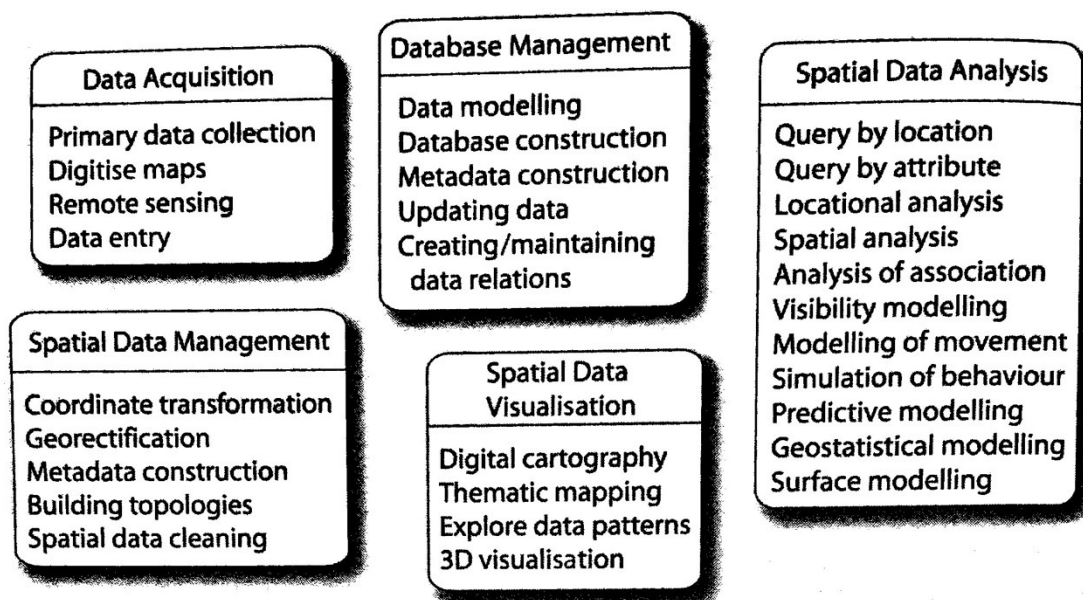 Data Acquisition
Primary data collection
Digitise maps
Remote sensing
Data entry
Database Management
Data modelling
Database construction
Metadata construction
Updating data
Creating/maintaining
data relations
Spatial Data Analysis
Query by location
Query by attribute
Locational analysis
Spatial analysis
Analysis of association
Visibility modelling
Modelling of movement
Simulation of behaviour
Predictive modelling
Geostatistical modelling
Surface modelling
Spatial Data Management
Coordinate transformation
Georectification
Metadata construction
Building topologies
Spatial data cleaning
Spatial Data
Visualisation
Digital cartography
Thematic mapping
Explore data patterns
3D visualisation